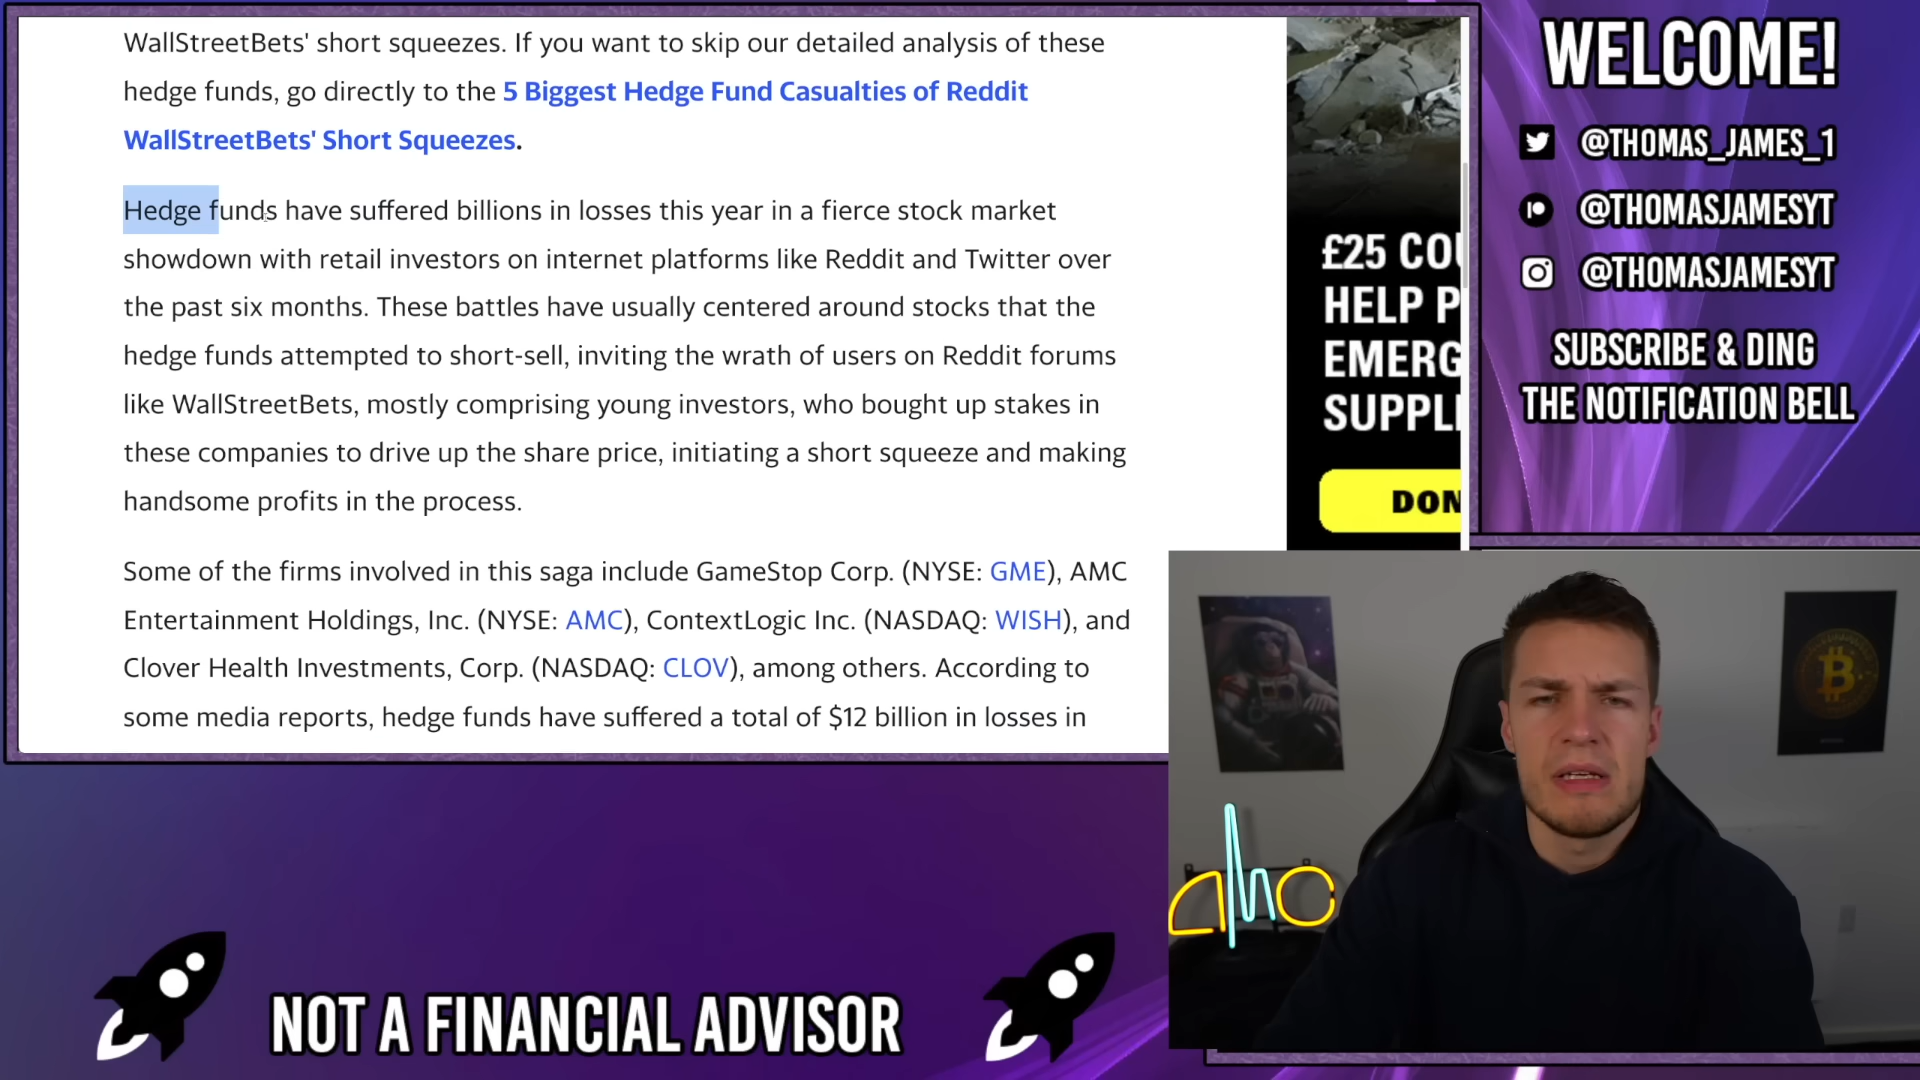 WallStreetBets' short squeezes. If you want to skip our detailed analysis of these
hedge funds, go directly to the 5 Biggest Hedge Fund Casualties of Reddit
WallStreetBets' Short Squeezes.
Hedge funds have suffered billions in losses this year in a fierce stock market
showdown with retail investors on internet platforms like Reddit and Twitter over
the past six months. These battles have usually centered around stocks that the
hedge funds attempted to short-sell, inviting the wrath of users on Reddit forums
like WallStreetBets, mostly comprising young investors, who bought up stakes in
these companies to drive up the share price, initiating a short squeeze and making
handsome profits in the process.
Some of the firms involved in this saga include GameStop Corp. (NYSE: GME), AMC
Entertainment Holdings, Inc. (NYSE: AMC), ContextLogic Inc. (NASDAQ: WISH), and
Clover Health Investments, Corp. (NASDAQ: CLOV), among others. According to
some media reports, hedge funds have suffered a total of $12 billion in losses in
£25 COU
HELP P
EMERG
SUPPLI
DON
WELCOME!
@THOMAS_JAMES_1
@THOMASJAMESYT
@THOMASJAMESYT
SUBSCRIBE & DING
THE NOTIFICATION BELL
NOT A FINANCIAL ADVISOR